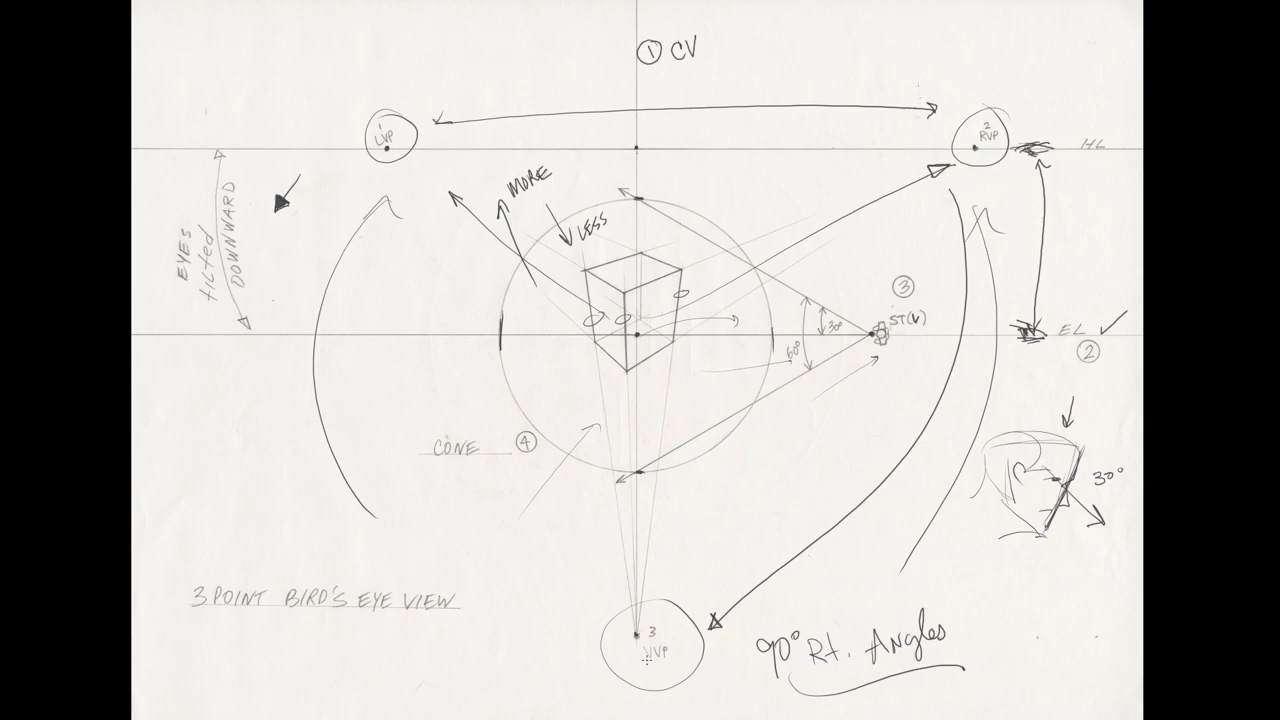 ① CV
1
LVP
2
RVP
HL
MORE
LESS
EYES
TILTED
DOWNWARD
③
ST(V)
30°
60°
EL ✓
②
CONE ④
30°
3 POINT BIRD'S EYE VIEW
3
VVP
90° Rt. Angles